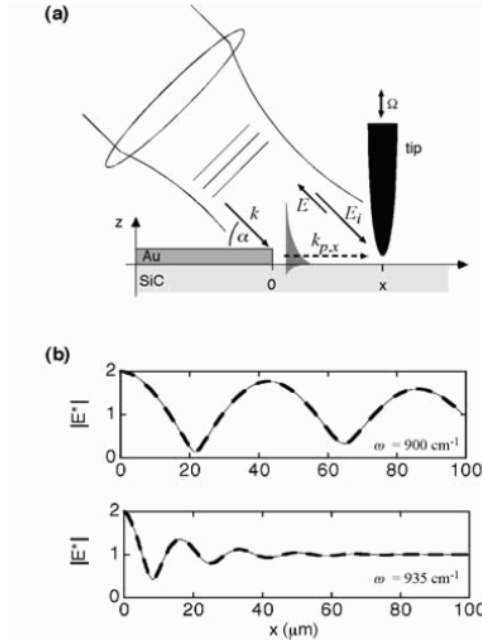 (a)
Ω
tip
z
k
E
E_i
α
k_{p,x}
Au
SiC
0
x
(b)
2
|E*|
1
0
ω = 900 cm⁻¹
0 20 40 60 80 100
2
|E*|
1
0
ω = 935 cm⁻¹
0 20 40 60 80 100
x (μm)